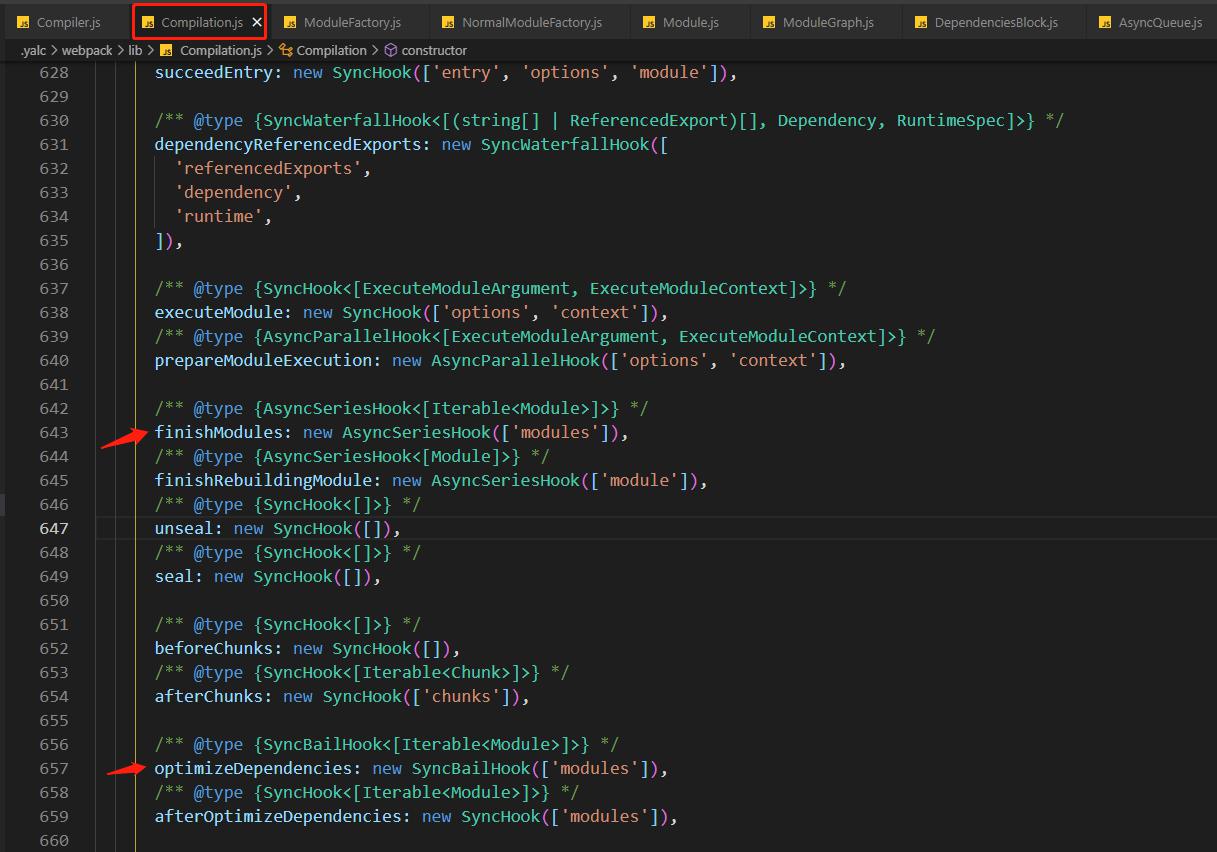 JS Compiler.js JS Compilation.js × JS ModuleFactory.js JS NormalModuleFactory.js JS Module.js JS ModuleGraph.js JS DependenciesBlock.js JS AsyncQueue.js
.yalc > webpack > lib > JS Compilation.js > Compilation > constructor
628 succeedEntry: new SyncHook(['entry', 'options', 'module']),
629
630 /** @type {SyncWaterfallHook<[(string[] | ReferencedExport)[], Dependency, RuntimeSpec]>} */
631 dependencyReferencedExports: new SyncWaterfallHook([
632 'referencedExports',
633 'dependency',
634 'runtime',
635 ]),
636
637 /** @type {SyncHook<[ExecuteModuleArgument, ExecuteModuleContext]>} */
638 executeModule: new SyncHook(['options', 'context']),
639 /** @type {AsyncParallelHook<[ExecuteModuleArgument, ExecuteModuleContext]>} */
640 prepareModuleExecution: new AsyncParallelHook(['options', 'context']),
641
642 /** @type {AsyncSeriesHook<[Iterable<Module>]>} */
643 finishModules: new AsyncSeriesHook(['modules']),
644 /** @type {AsyncSeriesHook<[Module]>} */
645 finishRebuildingModule: new AsyncSeriesHook(['module']),
646 /** @type {SyncHook<[]>} */
647 unseal: new SyncHook([]),
648 /** @type {SyncHook<[]>} */
649 seal: new SyncHook([]),
650
651 /** @type {SyncHook<[]>} */
652 beforeChunks: new SyncHook([]),
653 /** @type {SyncHook<[Iterable<Chunk>]>} */
654 afterChunks: new SyncHook(['chunks']),
655
656 /** @type {SyncBailHook<[Iterable<Module>]>} */
657 optimizeDependencies: new SyncBailHook(['modules']),
658 /** @type {SyncHook<[Iterable<Module>]>} */
659 afterOptimizeDependencies: new SyncHook(['modules']),
660